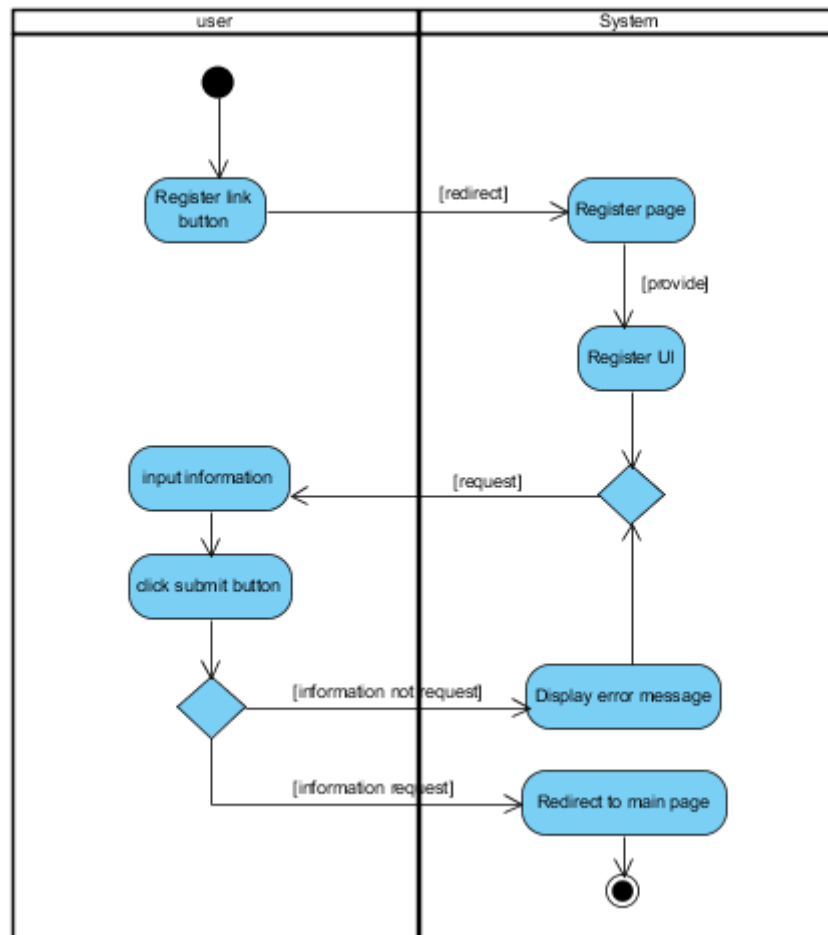 user
System
Register link
button
[redirect]
Register page
[provide]
Register UI
input information
[request]
click submit button
[information not request]
Display error message
[information request]
Redirect to main page